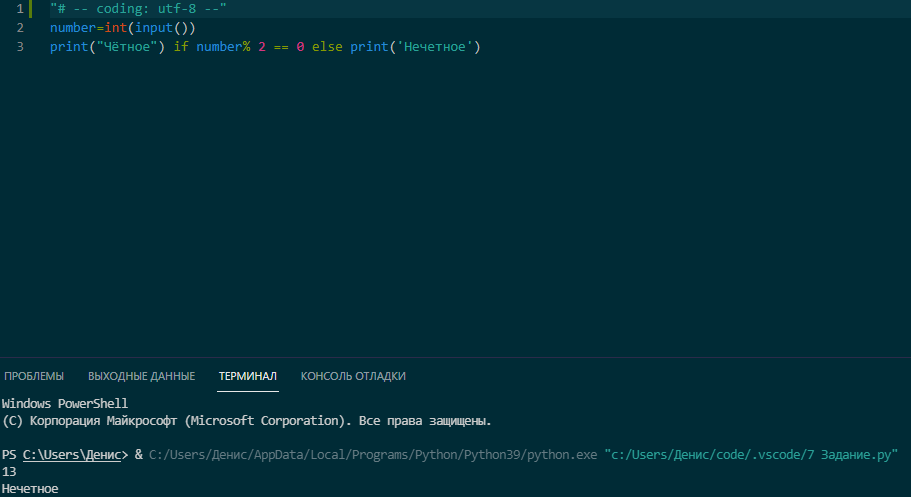 1 "# -- coding: utf-8 --"
2 number=int(input())
3 print("Чётное") if number% 2 == 0 else print('Нечетное')
ПРОБЛЕМЫ ВЫХОДНЫЕ ДАННЫЕ ТЕРМИНАЛ КОНСОЛЬ ОТЛАДКИ
Windows PowerShell
(C) Корпорация Майкрософт (Microsoft Corporation). Все права защищены.
PS C:\Users\Денис> & C:/Users/Денис/AppData/Local/Programs/Python/Python39/python.exe "c:/Users/Денис/code/.vscode/7 Задание.py"
13
Нечетное